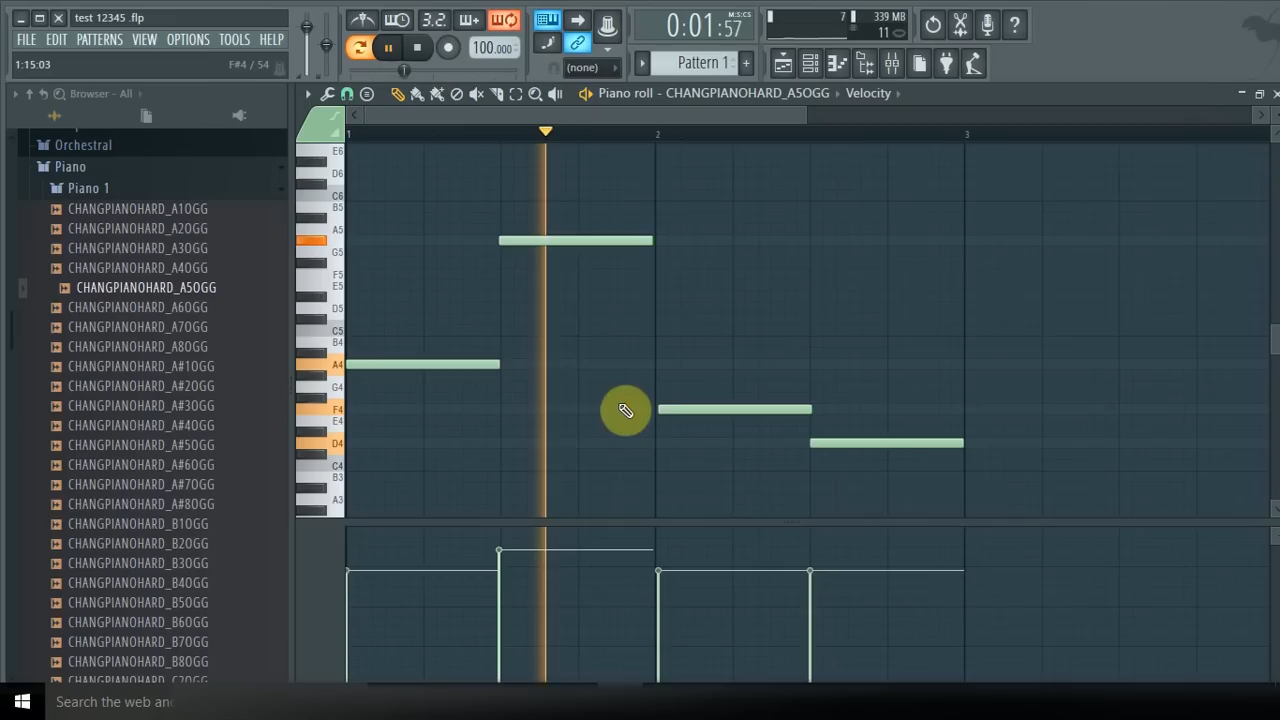 test 12345 .flp
FILE EDIT PATTERNS VIEW OPTIONS TOOLS HELP
1:15:03 F#4 / 54
3.2.
100.000
(none)
0:01:57 M:S:CS
Pattern 1
7 339 MB
11
Browser - All
Piano roll - CHANGPIANOHARD_A5OGG Velocity
Orchestral
Piano
Piano 1
CHANGPIANOHARD_A1OGG
CHANGPIANOHARD_A2OGG
CHANGPIANOHARD_A3OGG
CHANGPIANOHARD_A4OGG
CHANGPIANOHARD_A5OGG
CHANGPIANOHARD_A6OGG
CHANGPIANOHARD_A7OGG
CHANGPIANOHARD_A8OGG
CHANGPIANOHARD_A#1OGG
CHANGPIANOHARD_A#2OGG
CHANGPIANOHARD_A#3OGG
CHANGPIANOHARD_A#4OGG
CHANGPIANOHARD_A#5OGG
CHANGPIANOHARD_A#6OGG
CHANGPIANOHARD_A#7OGG
CHANGPIANOHARD_A#8OGG
CHANGPIANOHARD_B1OGG
CHANGPIANOHARD_B2OGG
CHANGPIANOHARD_B3OGG
CHANGPIANOHARD_B4OGG
CHANGPIANOHARD_B5OGG
CHANGPIANOHARD_B6OGG
CHANGPIANOHARD_B7OGG
CHANGPIANOHARD_B8OGG
CHANGPIANOHARD_C2OGG
1 2 3
E6
D6
C6
B5
A5
G5
F5
E5
D5
C5
B4
A4
G4
F4
E4
D4
C4
B3
A3
Search the web and